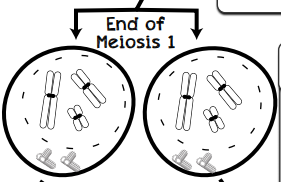 End of
Meiosis 1